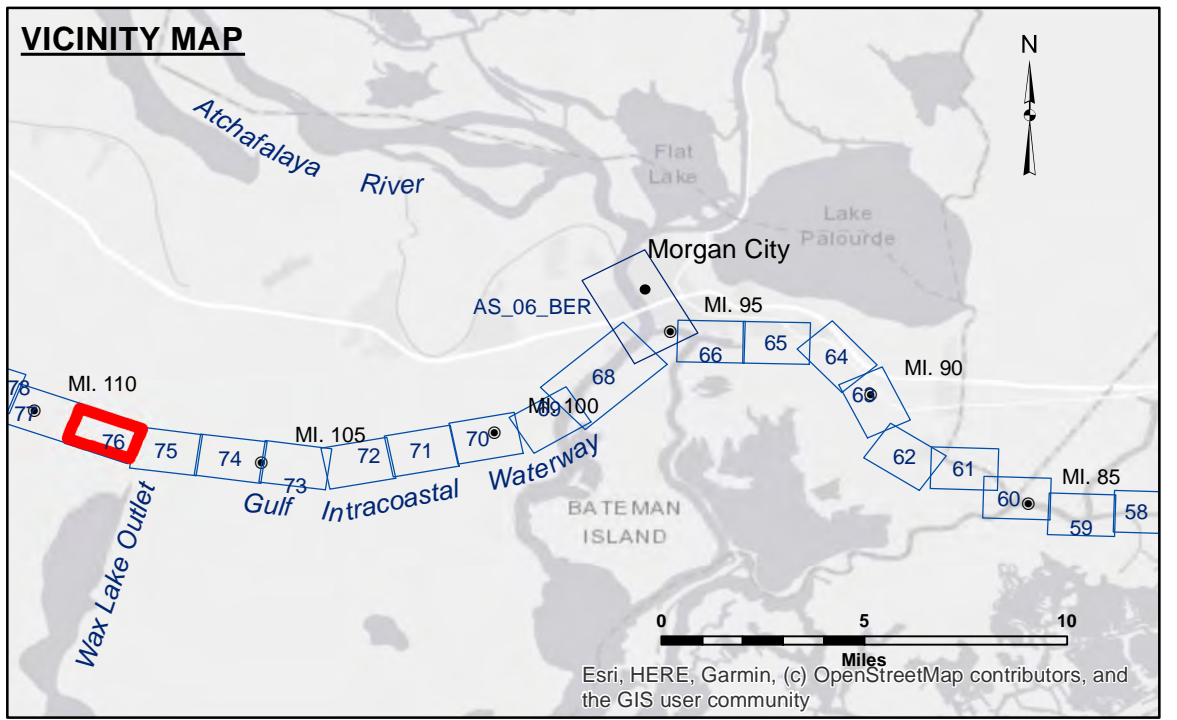 VICINITY MAP
N
Atchafalaya
River
Flat
Lake
Lake
Palourde
Morgan City
AS_06_BER
MI. 95
66
65
64
MI. 90
68
MI. 110
78
77
76
75
74
MI. 105
73
72
71
70
69
MI. 100
62
61
60
MI. 85
59
58
Gulf Intracoastal Waterway
Wax Lake Outlet
BATEMAN
ISLAND
0 5 10
Miles
Esri, HERE, Garmin, (c) OpenStreetMap contributors, and
the GIS user community